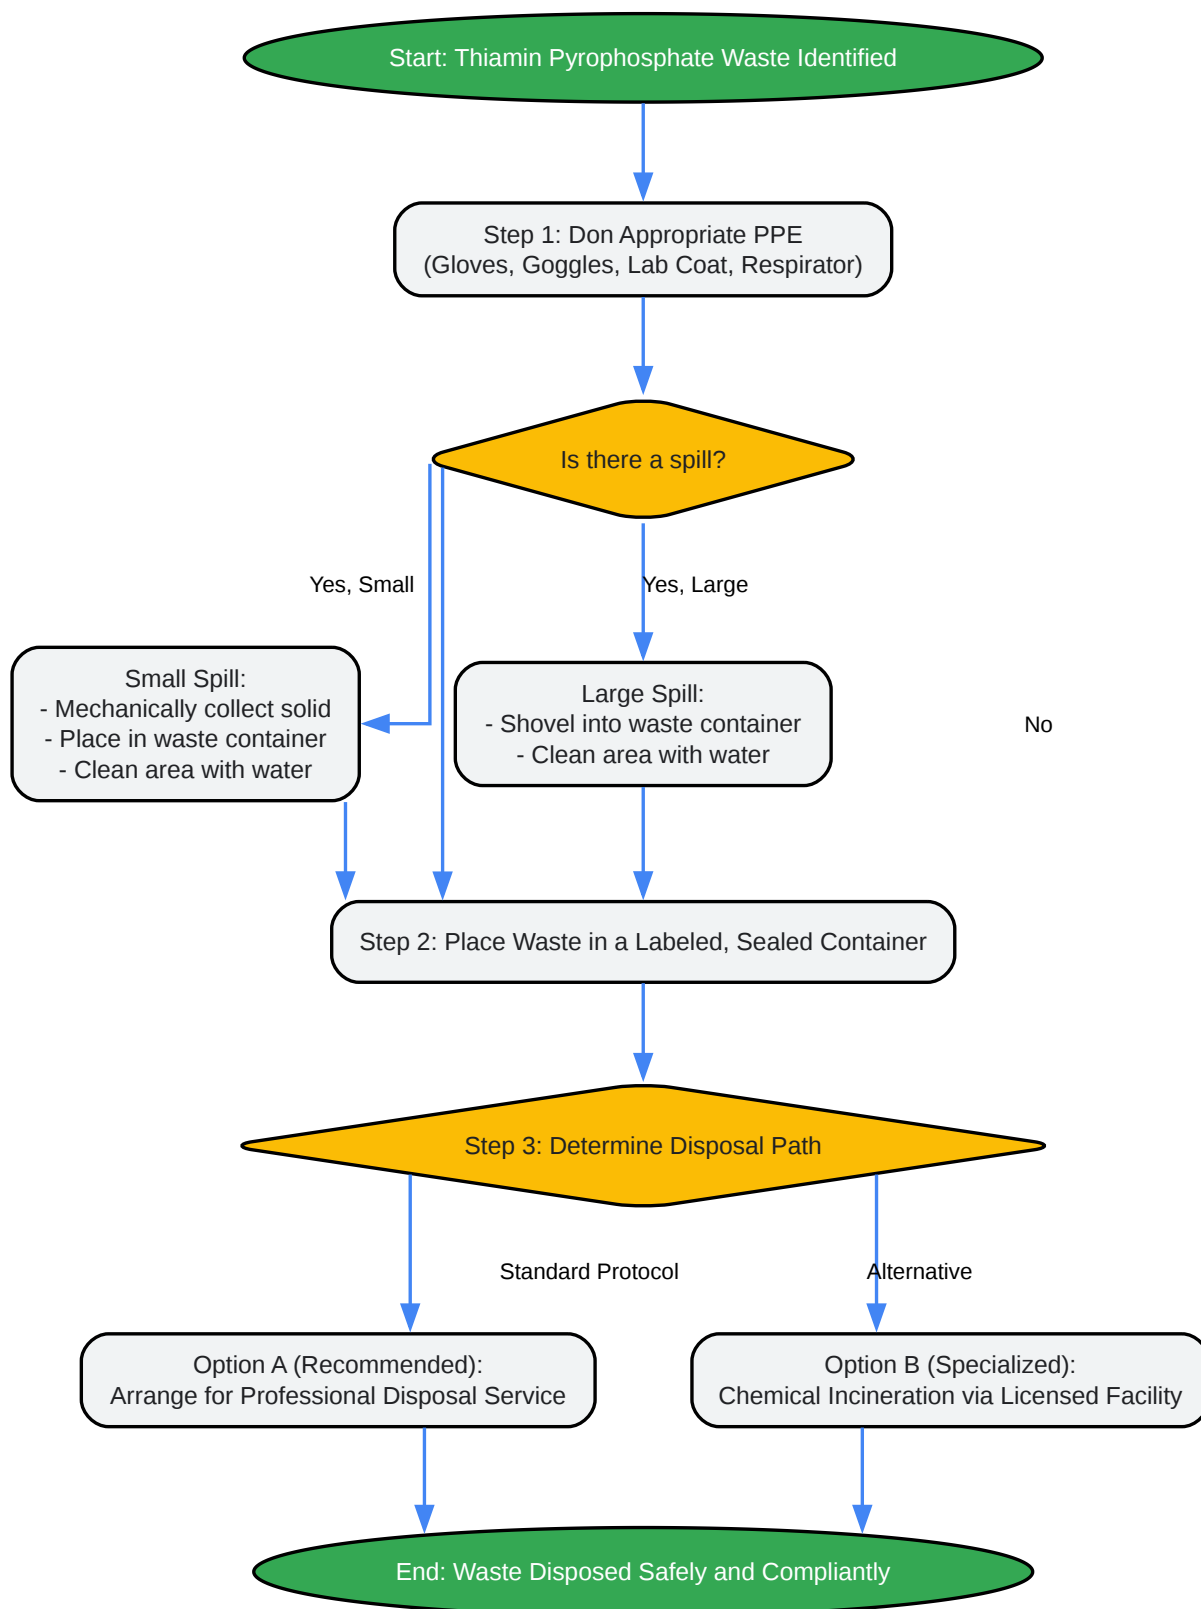 Start: Thiamin Pyrophosphate Waste Identified
Step 1: Don Appropriate PPE
(Gloves, Goggles, Lab Coat, Respirator)
Is there a spill?
Yes, Small
Yes, Large
Small Spill:
- Mechanically collect solid
- Place in waste container
- Clean area with water
Large Spill:
- Shovel into waste container
- Clean area with water
No
Step 2: Place Waste in a Labeled, Sealed Container
Step 3: Determine Disposal Path
Standard Protocol
Alternative
Option A (Recommended):
Arrange for Professional Disposal Service
Option B (Specialized):
Chemical Incineration via Licensed Facility
End: Waste Disposed Safely and Compliantly